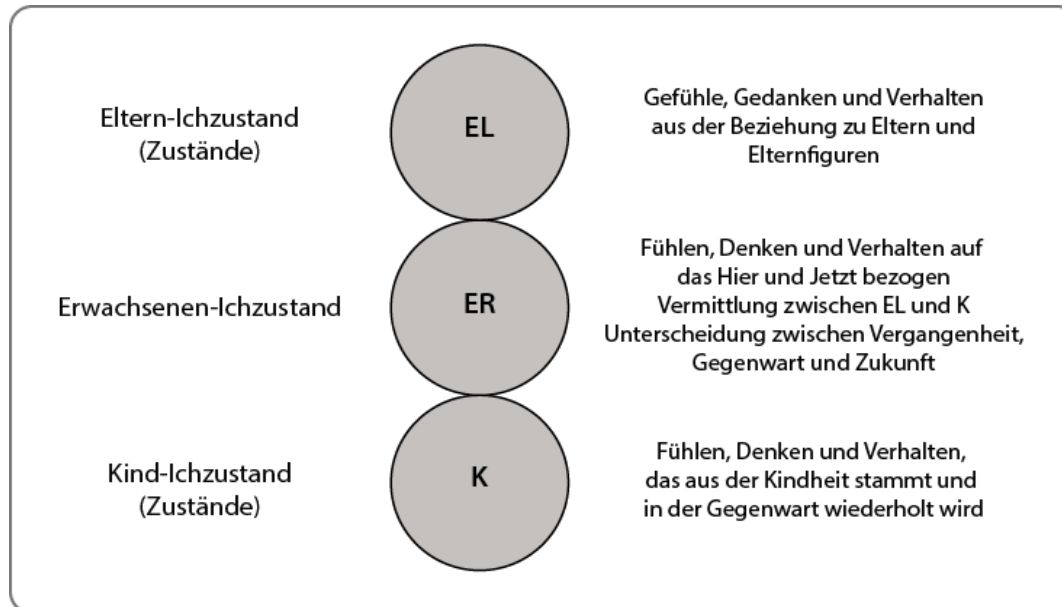 Eltern-Ichzustand
(Zustände)
EL
Gefühle, Gedanken und Verhalten
aus der Beziehung zu Eltern und
Elternfiguren
Erwachsenen-Ichzustand
ER
Fühlen, Denken und Verhalten auf
das Hier und Jetzt bezogen
Vermittlung zwischen EL und K
Unterscheidung zwischen Vergangenheit,
Gegenwart und Zukunft
Kind-Ichzustand
(Zustände)
K
Fühlen, Denken und Verhalten,
das aus der Kindheit stammt und
in der Gegenwart wiederholt wird